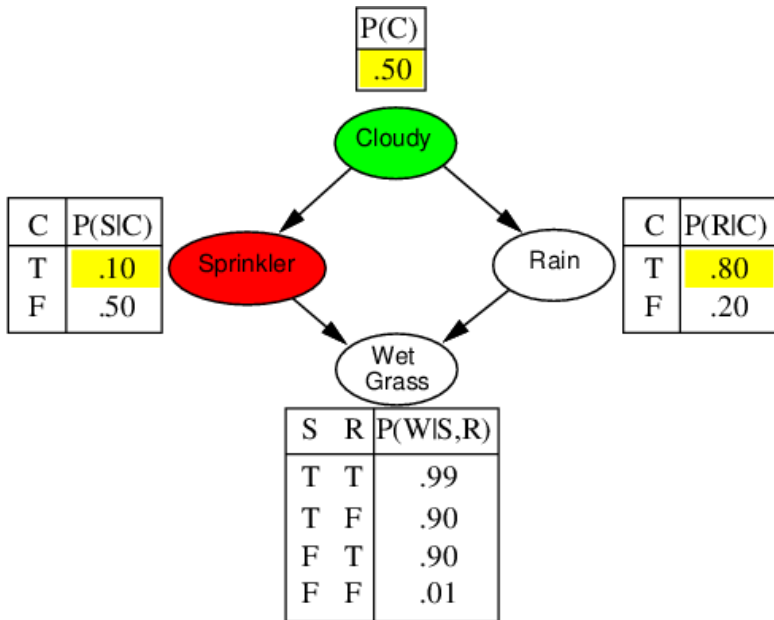 P(C)
.50
Cloudy
C P(S|C)
T .10
F .50
Sprinkler
Rain
C P(R|C)
T .80
F .20
Wet
Grass
S R P(W|S,R)
T T .99
T F .90
F T .90
F F .01